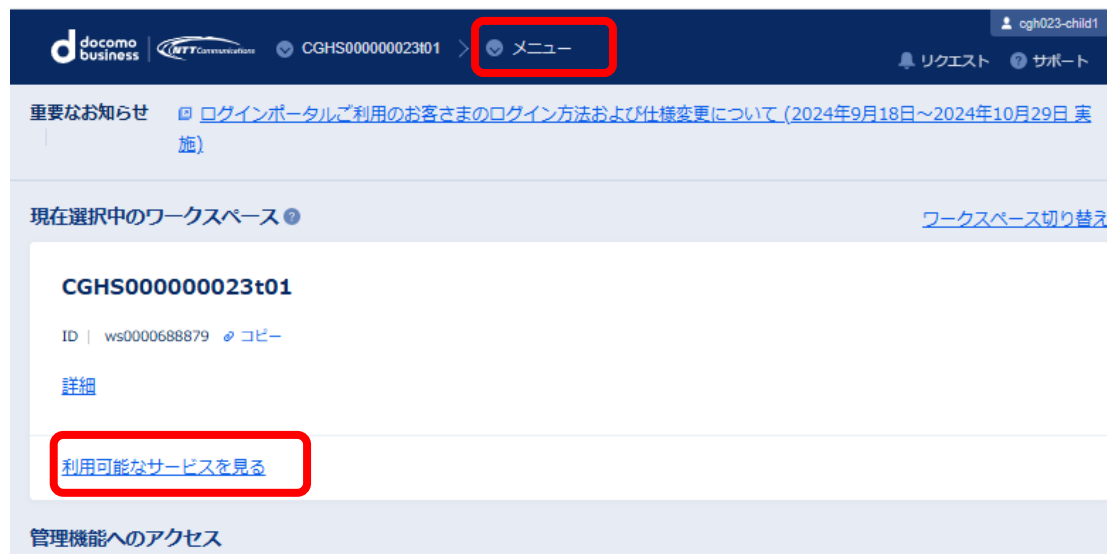 cgh023-child1
docomo business NTT Communications CGHS000000023t01 > メニュー
リクエスト サポート
重要なお知らせ ログインポータルご利用のお客さまのログイン方法および仕様変更について (2024年9月18日～2024年10月29日 実
施)
現在選択中のワークスペース ワークスペース切り替え
CGHS000000023t01
ID | ws0000688879 コピー
詳細
利用可能なサービスを見る
管理機能へのアクセス